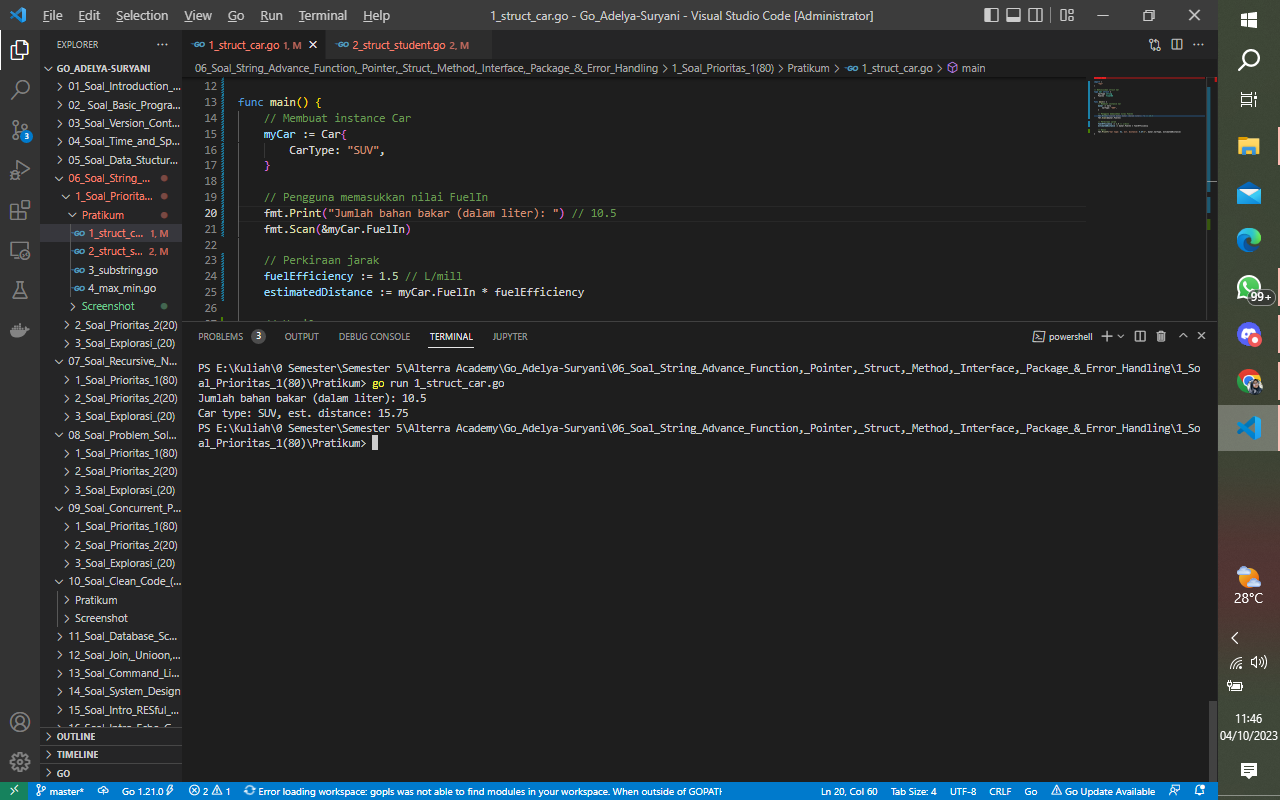 File Edit Selection View Go Run Terminal Help
1_struct_car.go - Go_Adelya-Suryani - Visual Studio Code [Administrator]
EXPLORER
GO_ADELYA-SURYANI
01_Soal_Introduction_...
02_ Soal_Basic_Progra...
03_Soal_Version_Cont...
04_Soal_Time_and_Sp...
05_Soal_Data_Stuctur...
06_Soal_String_...
1_Soal_Priorita...
Pratikum
1_struct_c... 1, M
2_struct_s... 2, M
3_substring.go
4_max_min.go
Screenshot
2_Soal_Prioritas_2(20)
3_Soal_Explorasi_(20)
07_Soal_Recursive,_N...
1_Soal_Prioritas_1(80)
2_Soal_Prioritas_2(20)
3_Soal_Explorasi_(20)
08_Soal_Problem_Sol...
1_Soal_Prioritas_1(80)
2_Soal_Prioritas_2(20)
3_Soal_Explorasi_(20)
09_Soal_Concurrent_P...
1_Soal_Prioritas_1(80)
2_Soal_Prioritas_2(20)
3_Soal_Explorasi_(20)
10_Soal_Clean_Code_(...
Pratikum
Screenshot
11_Soal_Database_Sc...
12_Soal_Join,_Unioon,...
13_Soal_Command_Li...
14_Soal_System_Design
15_Soal_Intro_RESful_...
OUTLINE
TIMELINE
GO
1_struct_car.go 1, M
2_struct_student.go 2, M
06_Soal_String_Advance_Function,_Pointer,_Struct,_Method,_Interface,_Package_&_Error_Handling > 1_Soal_Prioritas_1(80) > Pratikum > 1_struct_car.go > main
12
13 func main() {
14 // Membuat instance Car
15 myCar := Car{
16 CarType: "SUV",
17 }
18
19 // Pengguna memasukkan nilai FuelIn
20 fmt.Print("Jumlah bahan bakar (dalam liter): ") // 10.5
21 fmt.Scan(&myCar.FuelIn)
22
23 // Perkiraan jarak
24 fuelEfficiency := 1.5 // L/mill
25 estimatedDistance := myCar.FuelIn * fuelEfficiency
26
PROBLEMS 3 OUTPUT DEBUG CONSOLE TERMINAL JUPYTER
powershell
PS E:\Kuliah\0 Semester\Semester 5\Alterra Academy\Go_Adelya-Suryani\06_Soal_String_Advance_Function,_Pointer,_Struct,_Method,_Interface,_Package_&_Error_Handling\1_So
al_Prioritas_1(80)\Pratikum> go run 1_struct_car.go
Jumlah bahan bakar (dalam liter): 10.5
Car type: SUV, est. distance: 15.75
PS E:\Kuliah\0 Semester\Semester 5\Alterra Academy\Go_Adelya-Suryani\06_Soal_String_Advance_Function,_Pointer,_Struct,_Method,_Interface,_Package_&_Error_Handling\1_So
al_Prioritas_1(80)\Pratikum>
3
99+
28°C
11:46
04/10/2023
master* Go 1.21.0 2 1 Error loading workspace: gopls was not able to find modules in your workspace. When outside of GOPATH
Ln 20, Col 60 Tab Size: 4 UTF-8 CRLF Go Go Update Available